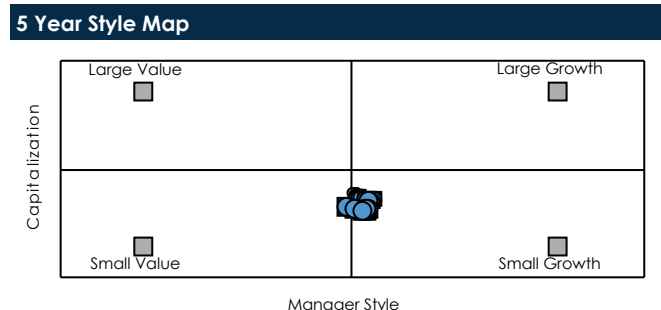 5 Year Style Map
Large Value
Large Growth
Capitalization
Small Value
Small Growth
Manager Style